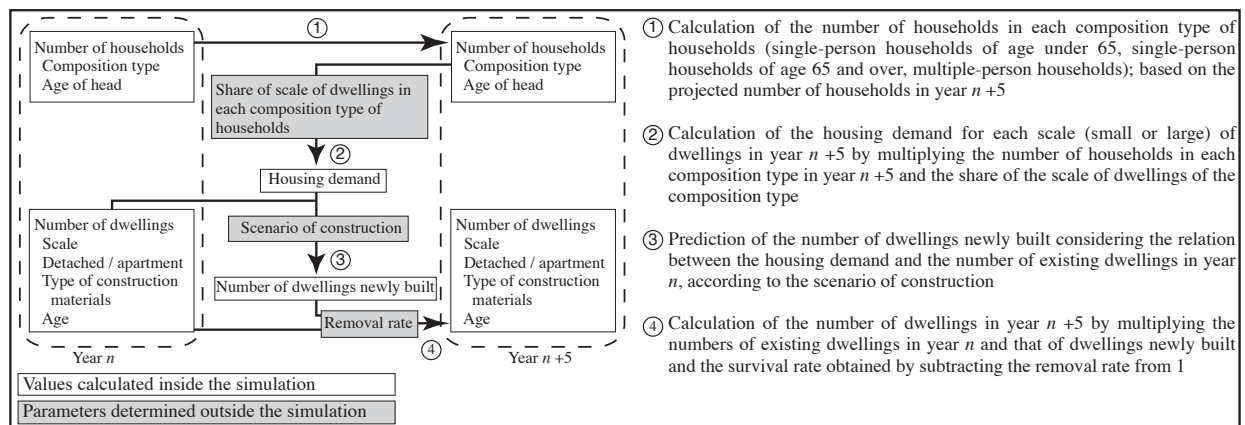 ①
Number of households
Composition type
Age of head
Number of households
Composition type
Age of head
Share of scale of dwellings in
each composition type of
households
②
Housing demand
Number of dwellings
Scale
Detached / apartment
Type of construction
materials
Age
Scenario of construction
③
Number of dwellings newly built
Removal rate
④
Number of dwellings
Scale
Detached / apartment
Type of construction
materials
Age
Year n
Year n +5
Values calculated inside the simulation
Parameters determined outside the simulation
① Calculation of the number of households in each composition type of
households (single-person households of age under 65, single-person
households of age 65 and over, multiple-person households); based on the
projected number of households in year n +5
② Calculation of the housing demand for each scale (small or large) of
dwellings in year n +5 by multiplying the number of households in each
composition type in year n +5 and the share of the scale of dwellings of the
composition type
③ Prediction of the number of dwellings newly built considering the relation
between the housing demand and the number of existing dwellings in year
n, according to the scenario of construction
④ Calculation of the number of dwellings in year n +5 by multiplying the
numbers of existing dwellings in year n and that of dwellings newly built
and the survival rate obtained by subtracting the removal rate from 1